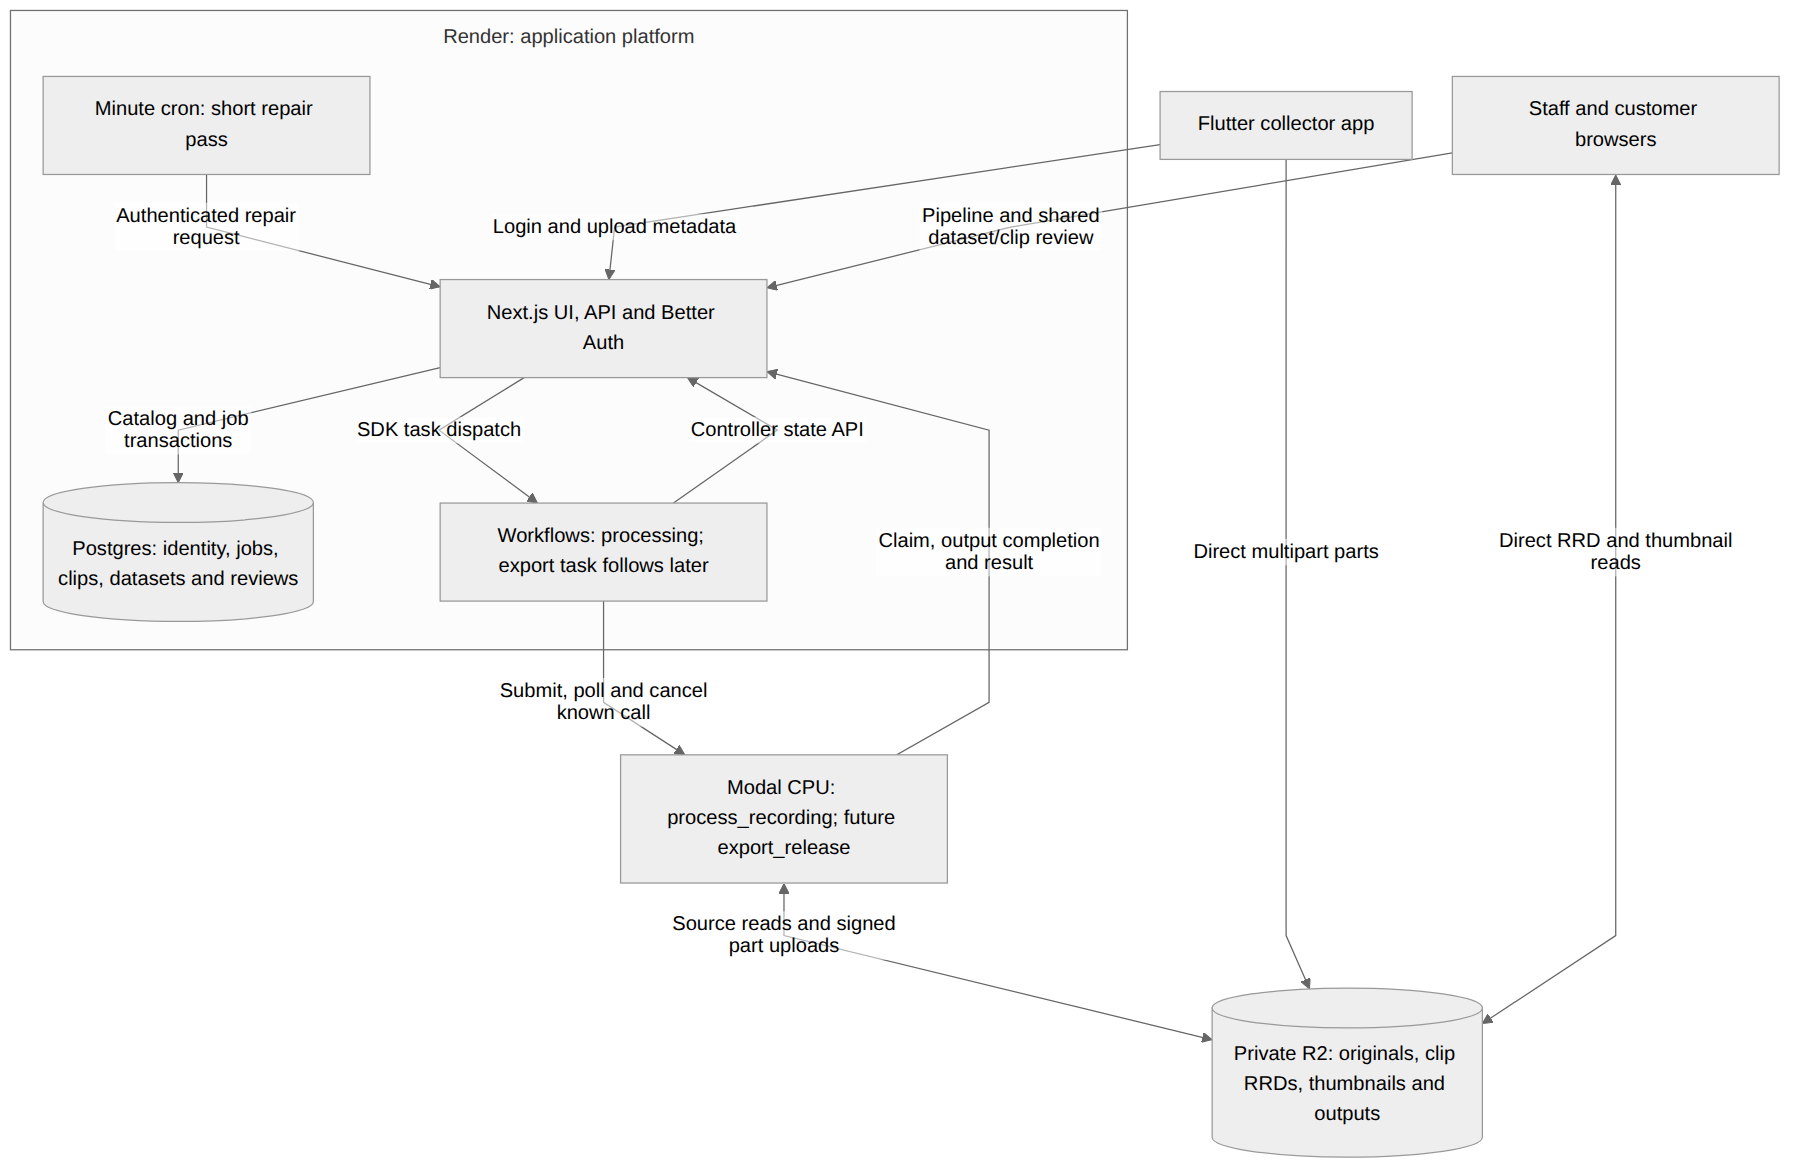 Render: application platform
Minute cron: short repair
pass
Flutter collector app
Staff and customer
browsers
Authenticated repair
request
Login and upload metadata
Pipeline and shared
dataset/clip review
Next.js UI, API and Better
Auth
Catalog and job
transactions
SDK task dispatch
Controller state API
Postgres: identity, jobs,
clips, datasets and reviews
Workflows: processing;
export task follows later
Claim, output completion
and result
Direct multipart parts
Direct RRD and thumbnail
reads
Submit, poll and cancel
known call
Modal CPU:
process_recording; future
export_release
Source reads and signed
part uploads
Private R2: originals, clip
RRDs, thumbnails and
outputs